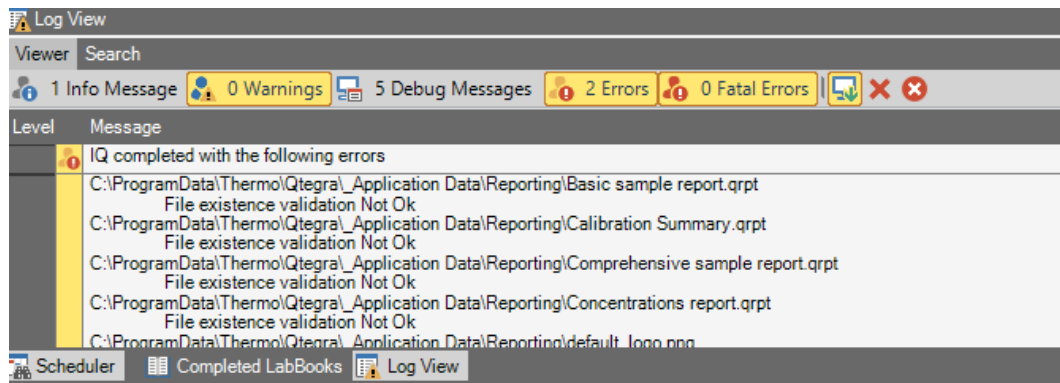 Log View
Viewer Search
1 Info Message 0 Warnings 5 Debug Messages 2 Errors 0 Fatal Errors
Level Message
IQ completed with the following errors
C:\ProgramData\Thermo\Qtegra\_Application Data\Reporting\Basic sample report.qrpt
File existence validation Not Ok
C:\ProgramData\Thermo\Qtegra\_Application Data\Reporting\Calibration Summary.qrpt
File existence validation Not Ok
C:\ProgramData\Thermo\Qtegra\_Application Data\Reporting\Comprehensive sample report.qrpt
File existence validation Not Ok
C:\ProgramData\Thermo\Qtegra\_Application Data\Reporting\Concentrations report.qrpt
File existence validation Not Ok
C:\ProgramData\Thermo\Qtegra\_Application Data\Reporting\default_logo.png
Scheduler Completed LabBooks Log View